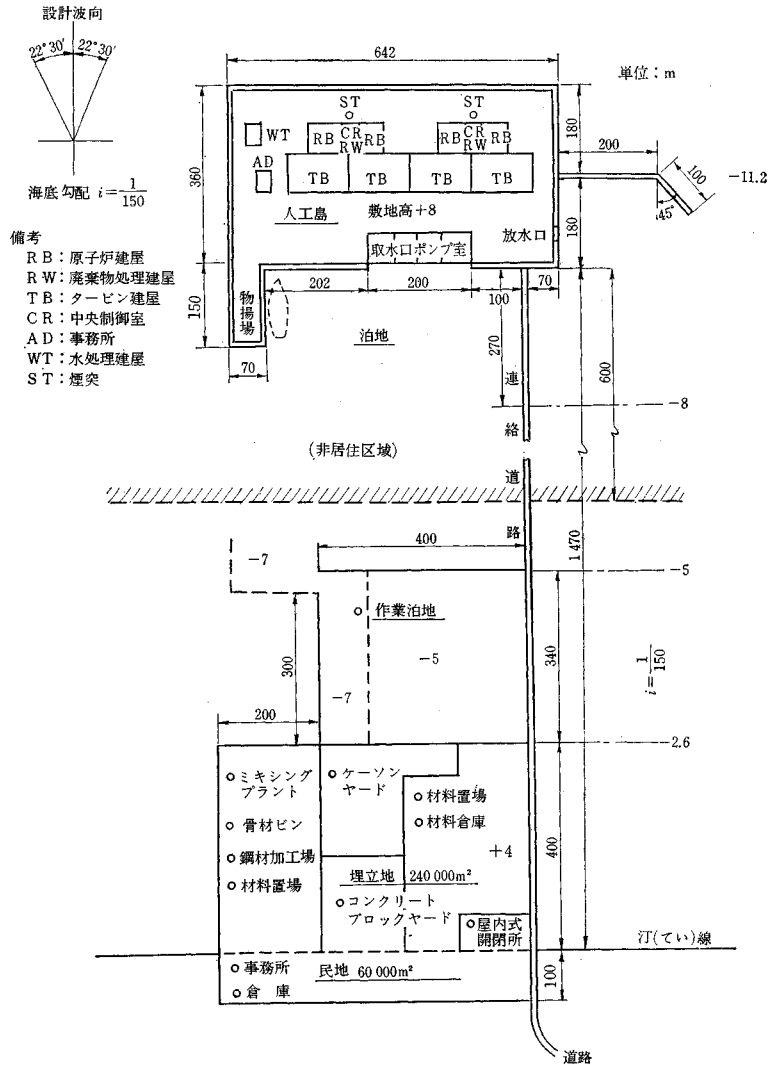 設計波向
22°30′
22°30′
海底勾配 i=1/150
備考
RB：原子炉建屋
RW：廃棄物処理建屋
TB：タービン建屋
CR：中央制御室
AD：事務所
WT：水処理建屋
ST：煙突
単位：m
642
360
150
70
180
180
200
100
45°
-11.2
ST
ST
WT
AD
RB
CR
RW
RB
RB
CR
RW
RB
TB
TB
TB
TB
人工島
敷地高+8
放水口
取水口ポンプ室
物揚場
202
200
100
70
泊地
270
600
連絡道路
-8
(非居住区域)
1470
400
-7
-5
作業泊地
-5
300
340
-7
i=1/150
200
-2.6
ミキシング
プラント
骨材ビン
鋼材加工場
材料置場
ケーソン
ヤード
材料置場
材料倉庫
+4
400
埋立地 240000m²
コンクリート
ブロックヤード
屋内式
開閉所
汀(てい)線
事務所
倉庫
民地 60000m²
100
道路